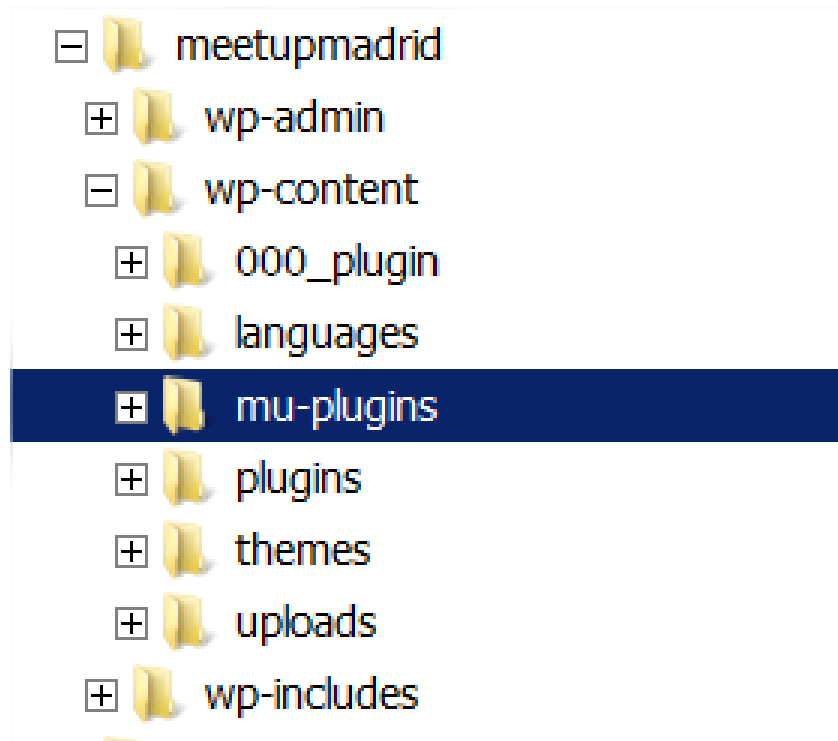 meetupmadrid
wp-admin
wp-content
000_plugin
languages
mu-plugins
plugins
themes
uploads
wp-includes